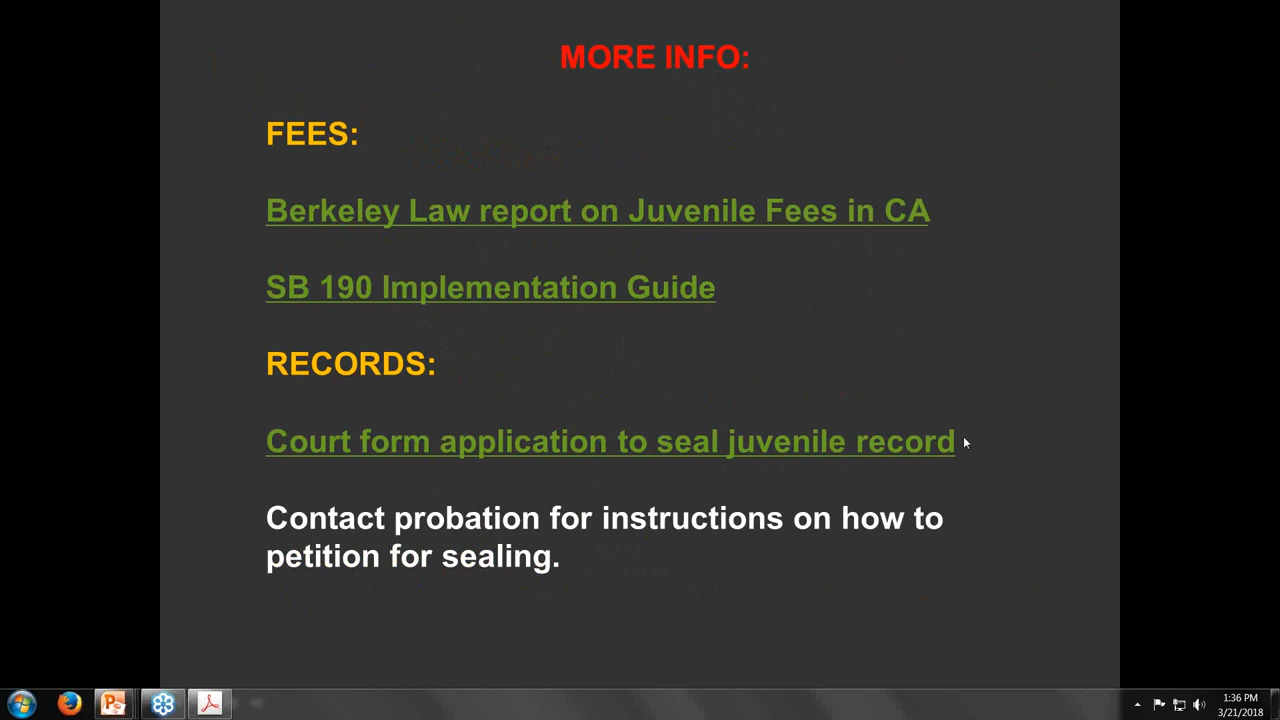 MORE INFO:
FEES:
Berkeley Law report on Juvenile Fees in CA
SB 190 Implementation Guide
RECORDS:
Court form application to seal juvenile record
Contact probation for instructions on how to
petition for sealing.
1:36 PM
3/21/2018